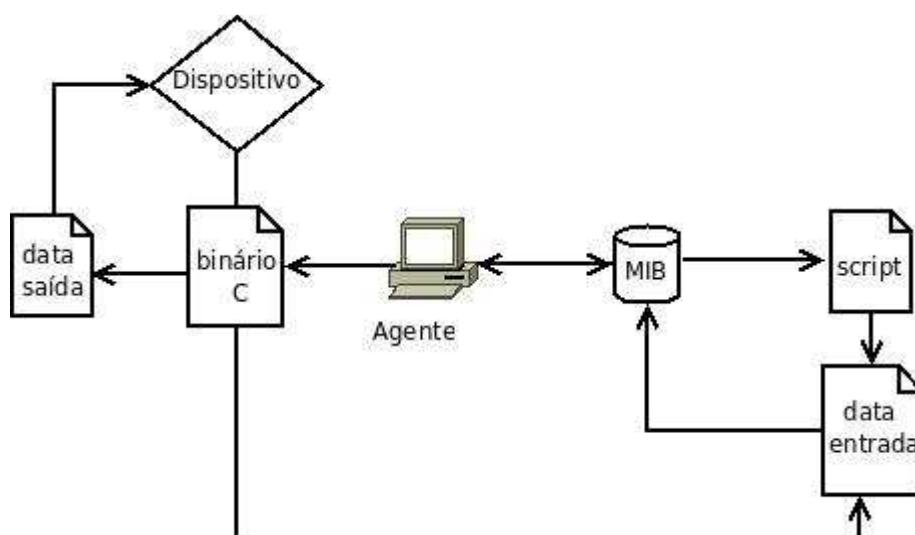 Dispositivo
data
saída
binário
C
Agente
MIB
script
data
entrada